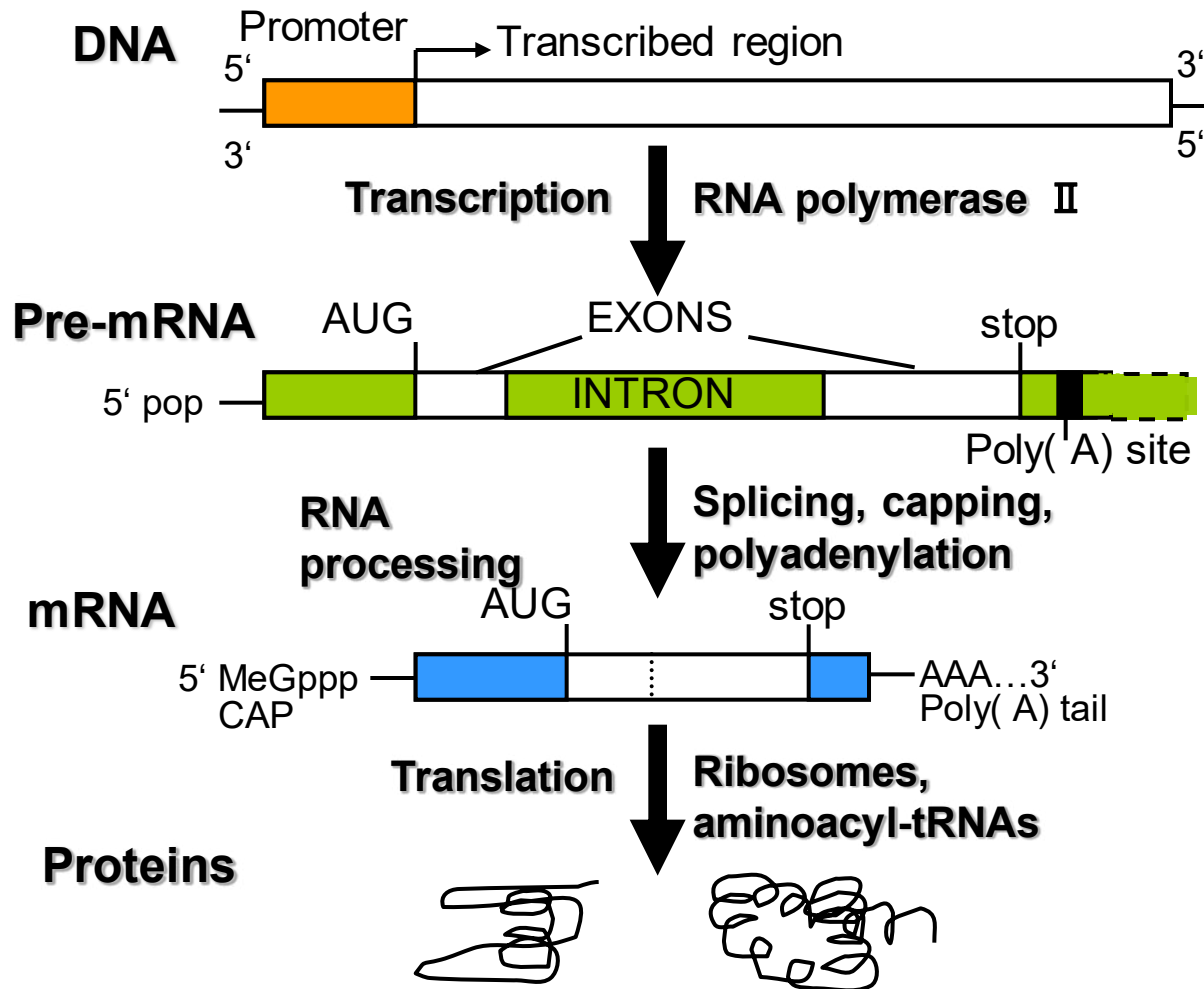 DNA
Promoter
Transcribed region
5‘
3‘
3‘
5‘
Transcription
RNA polymerase Ⅱ
Pre-mRNA
AUG
EXONS
stop
5‘ pop
INTRON
Poly( A) site
RNA
processing
Splicing, capping,
polyadenylation
mRNA
AUG
stop
5‘ MeGppp
CAP
AAA…3‘
Poly( A) tail
Translation
Ribosomes,
aminoacyl-tRNAs
Proteins